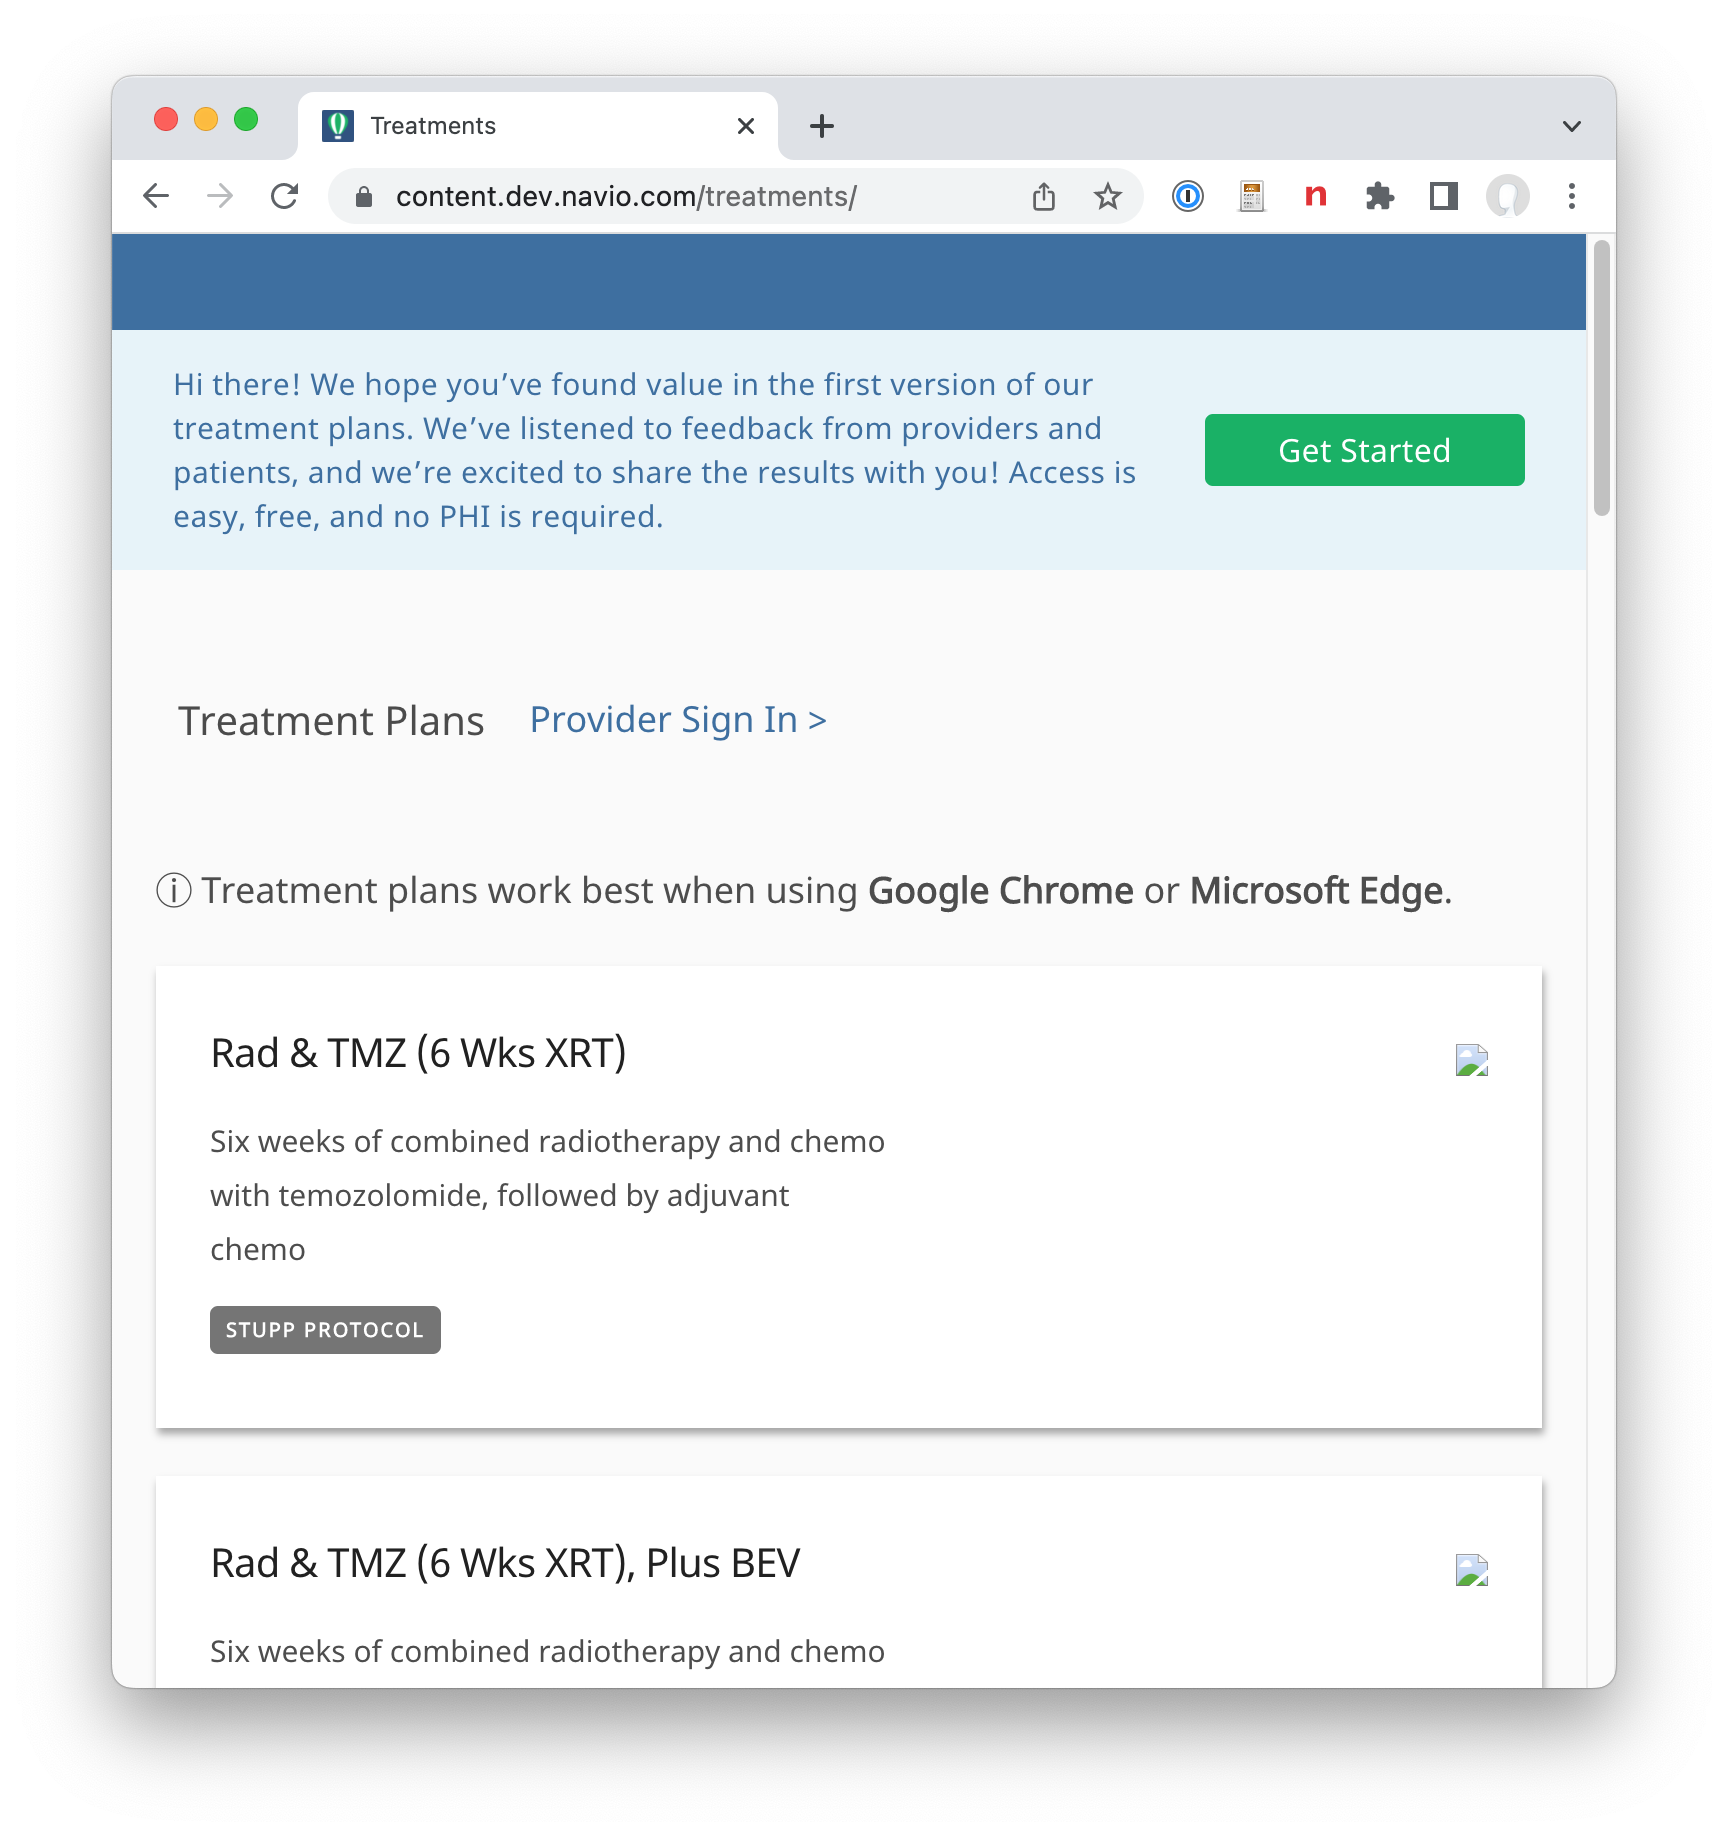 Treatments
content.dev.navio.com/treatments/
n
Hi there! We hope you’ve found value in the first version of our
treatment plans. We’ve listened to feedback from providers and
patients, and we’re excited to share the results with you! Access is
easy, free, and no PHI is required.
Get Started
Treatment Plans
Provider Sign In >
Treatment plans work best when using Google Chrome or Microsoft Edge.
Rad & TMZ (6 Wks XRT)
Six weeks of combined radiotherapy and chemo
with temozolomide, followed by adjuvant
chemo
STUPP PROTOCOL
Rad & TMZ (6 Wks XRT), Plus BEV
Six weeks of combined radiotherapy and chemo